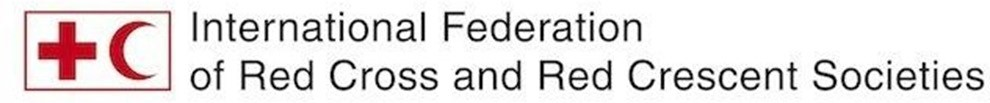 International Federation
of Red Cross and Red Crescent Societies